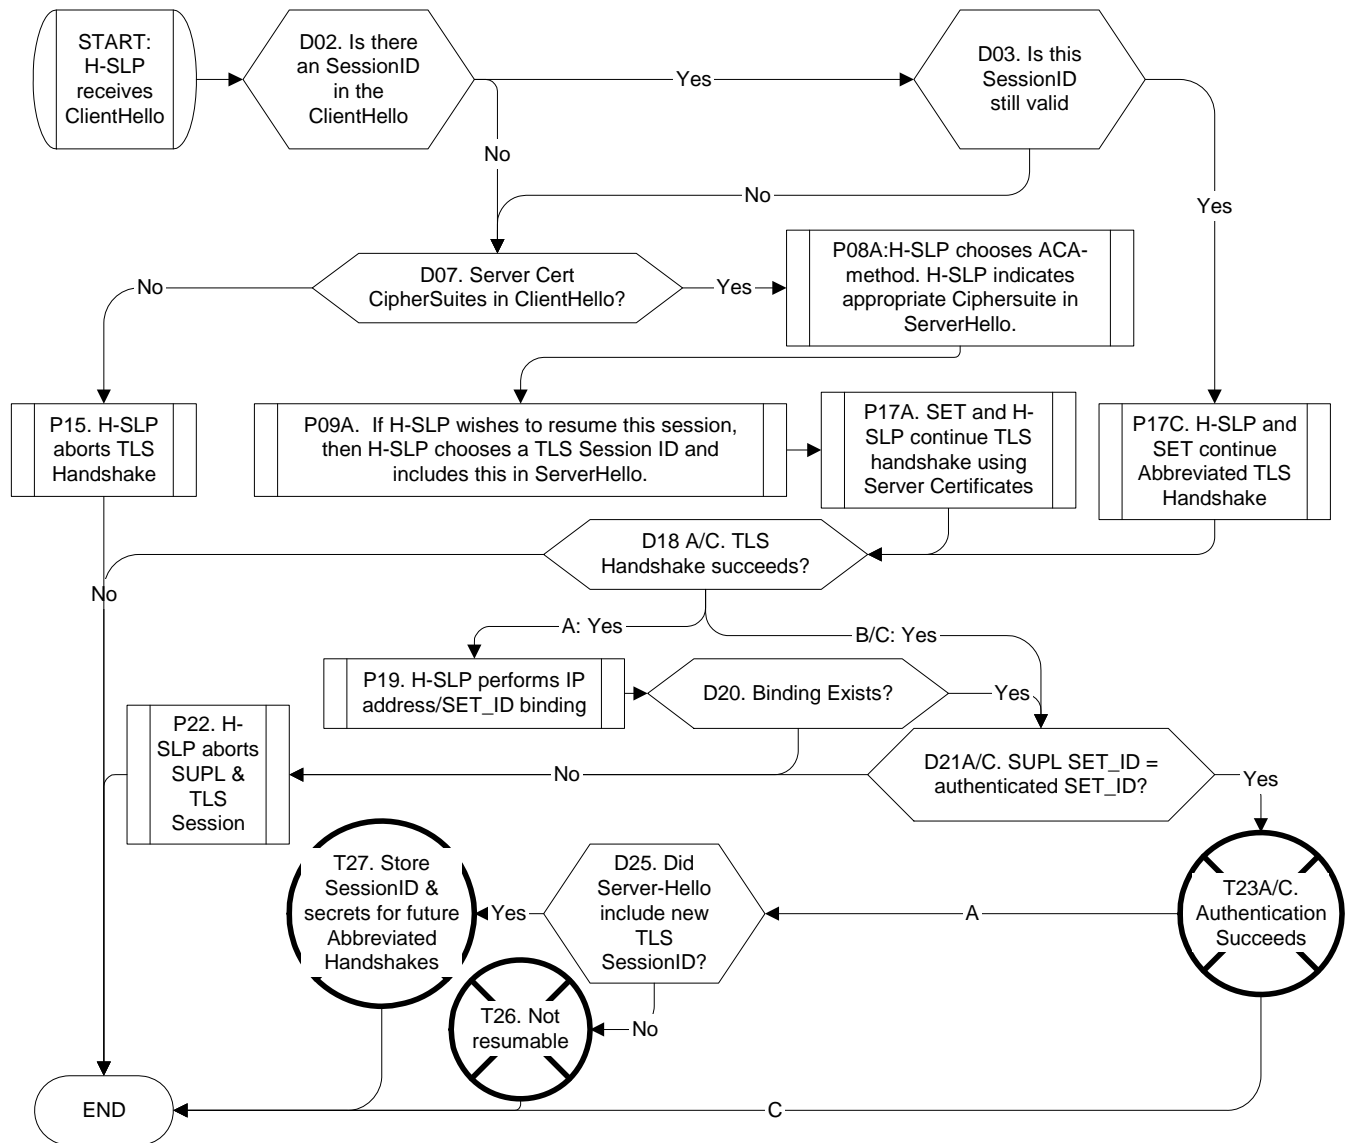 START:
H-SLP
receives
ClientHello
D02. Is there
an SessionID
in the
ClientHello
Yes
D03. Is this
SessionID
still valid
No
No
Yes
D07. Server Cert
CipherSuites in ClientHello?
No
Yes
P08A:H-SLP chooses ACA-
method. H-SLP indicates
appropriate Ciphersuite in
ServerHello.
P15. H-SLP
aborts TLS
Handshake
P09A. If H-SLP wishes to resume this session,
then H-SLP chooses a TLS Session ID and
includes this in ServerHello.
P17A. SET and H-
SLP continue TLS
handshake using
Server Certificates
P17C. H-SLP and
SET continue
Abbreviated TLS
Handshake
D18 A/C. TLS
Handshake succeeds?
No
A: Yes
B/C: Yes
P19. H-SLP performs IP
address/SET_ID binding
D20. Binding Exists?
Yes
P22. H-
SLP aborts
SUPL &
TLS
Session
No
D21A/C. SUPL SET_ID =
authenticated SET_ID?
Yes
T27. Store
SessionID &
secrets for future
Abbreviated
Handshakes
Yes
D25. Did
Server-Hello
include new
TLS
SessionID?
A
T23A/C.
Authentication
Succeeds
T26. Not
resumable
No
END
C